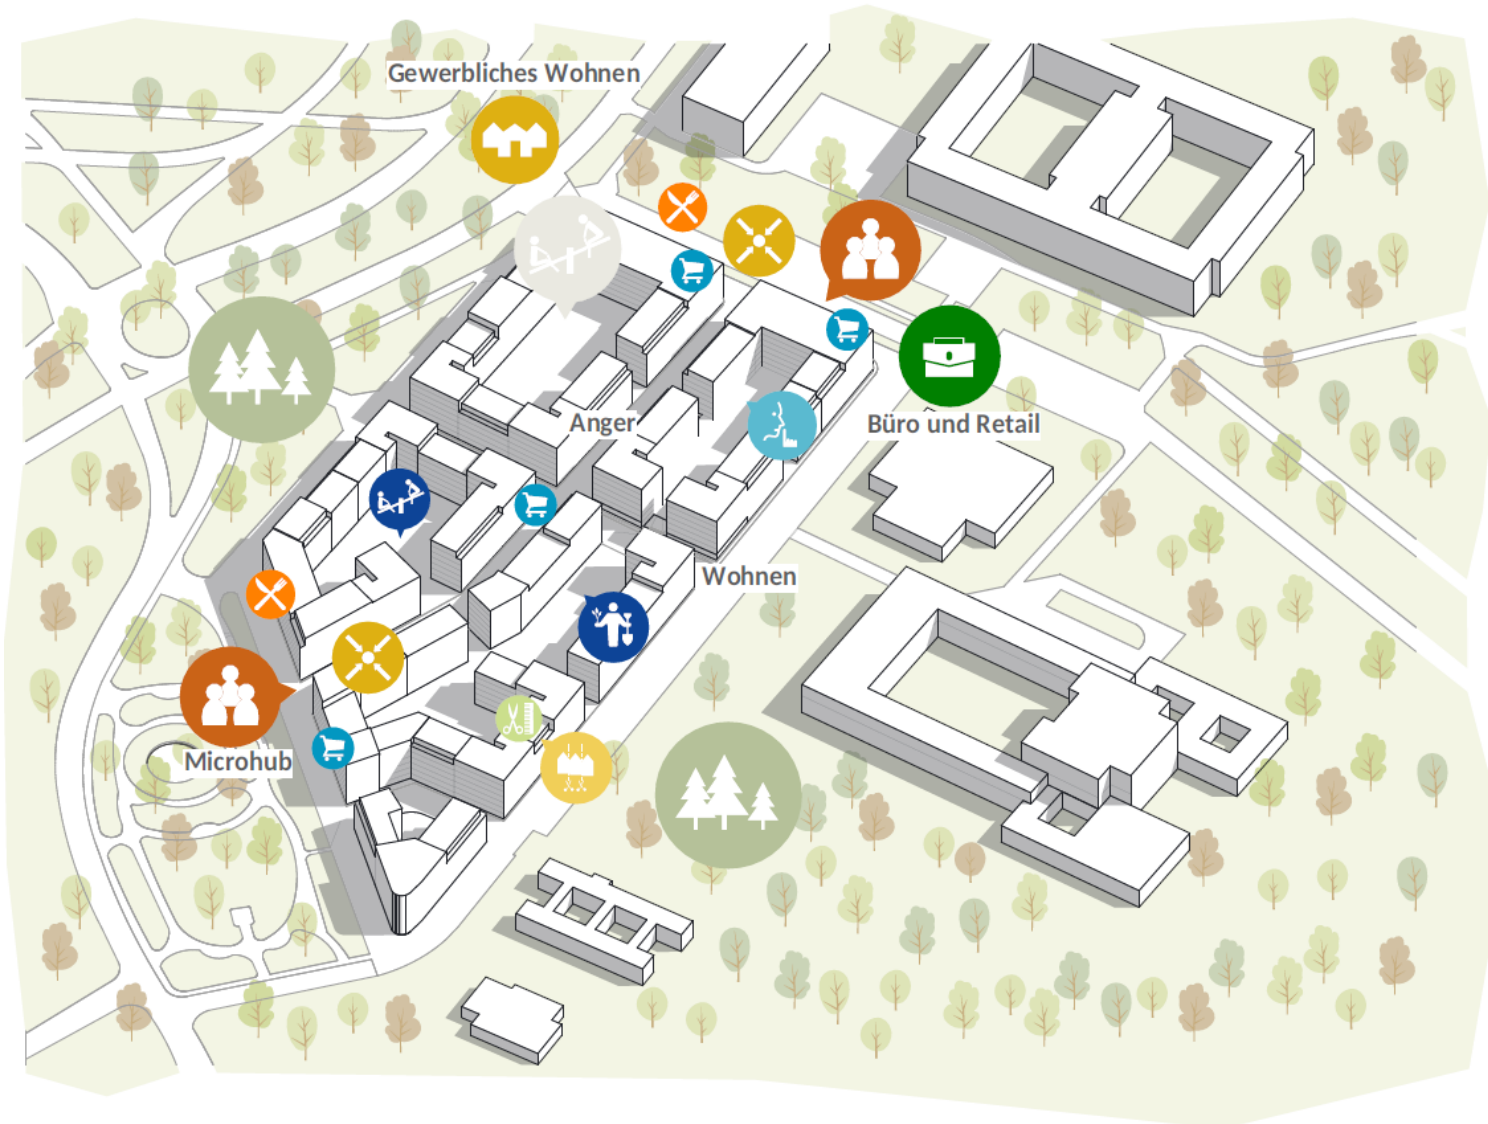 Gewerbliches Wohnen
Anger
Büro und Retail
Wohnen
Microhub